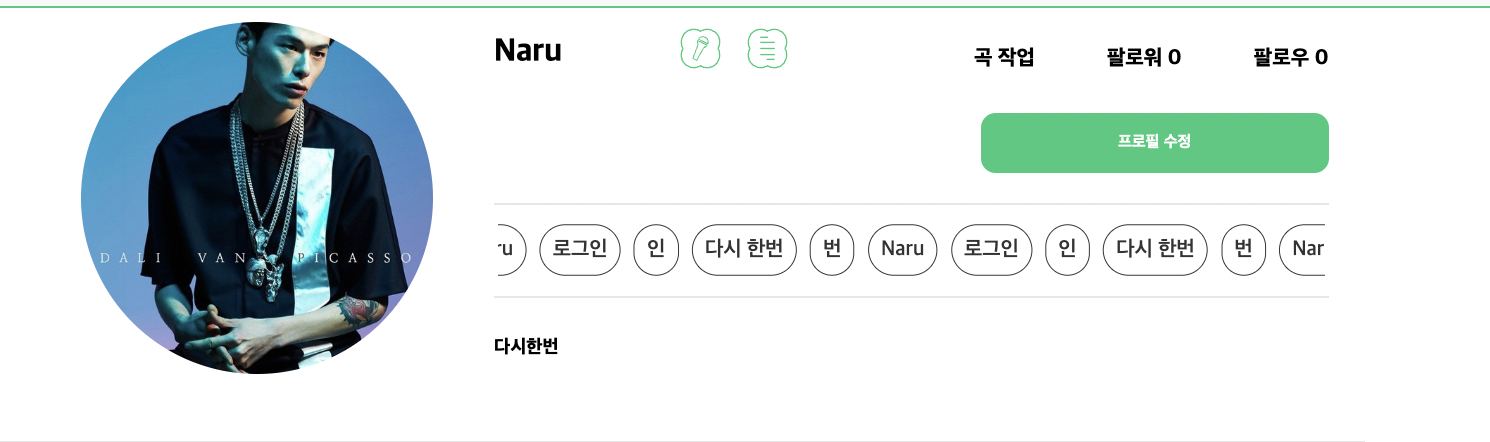 Naru
곡 작업 팔로워 0 팔로우 0
프로필 수정
ru 로그인 인 다시 한번 번 Naru 로그인 인 다시 한번 번 Nar
DALI VAN PICASSO
다시한번